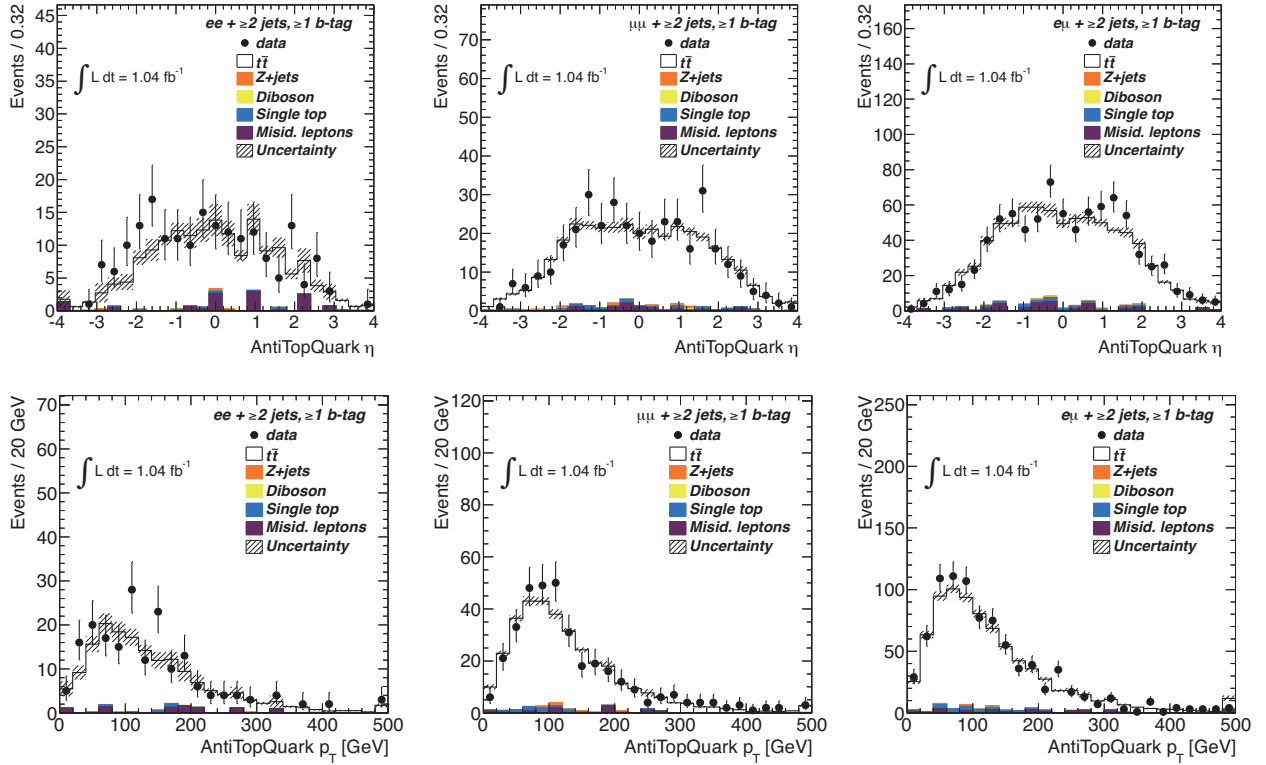 Events / 0.32
45
40
35
30
25
20
15
10
5
0
ee + ≥2 jets, ≥1 b-tag
data
tt̄
Z+jets
Diboson
Single top
Misid. leptons
Uncertainty
∫ L dt = 1.04 fb⁻¹
-4 -3 -2 -1 0 1 2 3 4
AntiTopQuark η
Events / 0.32
70
60
50
40
30
20
10
0
μμ + ≥2 jets, ≥1 b-tag
data
tt̄
Z+jets
Diboson
Single top
Misid. leptons
Uncertainty
∫ L dt = 1.04 fb⁻¹
-4 -3 -2 -1 0 1 2 3 4
AntiTopQuark η
Events / 0.32
160
140
120
100
80
60
40
20
0
eμ + ≥2 jets, ≥1 b-tag
data
tt̄
Z+jets
Diboson
Single top
Misid. leptons
Uncertainty
∫ L dt = 1.04 fb⁻¹
-4 -3 -2 -1 0 1 2 3 4
AntiTopQuark η
Events / 20 GeV
70
60
50
40
30
20
10
0
ee + ≥2 jets, ≥1 b-tag
data
tt̄
Z+jets
Diboson
Single top
Misid. leptons
Uncertainty
∫ L dt = 1.04 fb⁻¹
0 100 200 300 400 500
AntiTopQuark p_T [GeV]
Events / 20 GeV
120
100
80
60
40
20
0
μμ + ≥2 jets, ≥1 b-tag
data
tt̄
Z+jets
Diboson
Single top
Misid. leptons
Uncertainty
∫ L dt = 1.04 fb⁻¹
0 100 200 300 400 500
AntiTopQuark p_T [GeV]
Events / 20 GeV
250
200
150
100
50
0
eμ + ≥2 jets, ≥1 b-tag
data
tt̄
Z+jets
Diboson
Single top
Misid. leptons
Uncertainty
∫ L dt = 1.04 fb⁻¹
0 100 200 300 400 500
AntiTopQuark p_T [GeV]